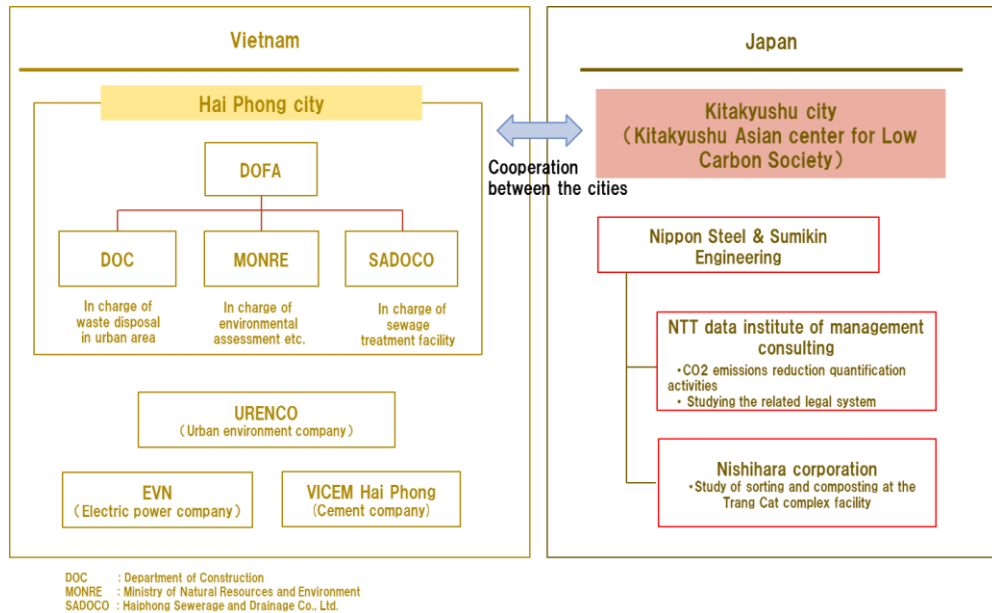 Vietnam
Hai Phong city
DOFA
DOC
MONRE
SADOCO
In charge of
waste disposal
in urban area
In charge of
environmental
assessment etc.
In charge of
sewage
treatment facility
URENCO
（Urban environment company）
EVN
（Electric power company）
VICEM Hai Phong
(Cement company）
Cooperation
between the cities
Japan
Kitakyushu city
（Kitakyushu Asian center for Low
Carbon Society）
Nippon Steel & Sumikin
Engineering
NTT data institute of management
consulting
・CO2 emissions reduction quantification
activities
・ Studying the related legal system
Nishihara corporation
・Study of sorting and composting at the
Trang Cat complex facility
DOC : Department of Construction
MONRE : Ministry of Natural Resources and Environment
SADOCO : Haiphong Sewerage and Drainage Co., Ltd.